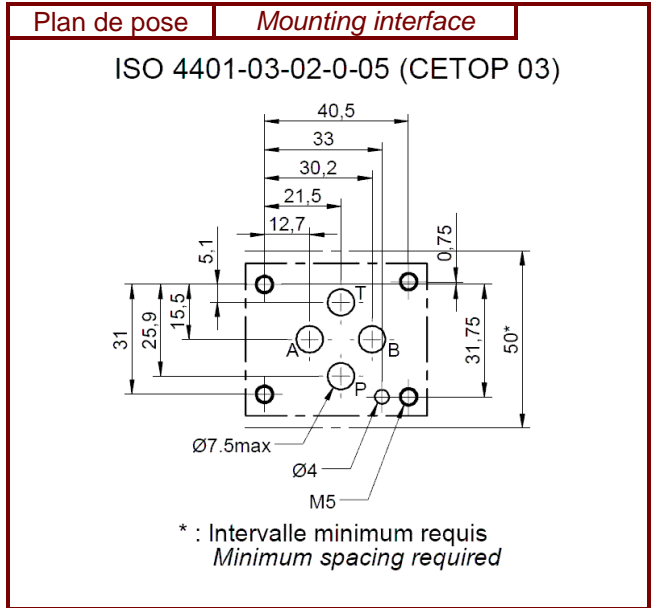 Plan de pose
Mounting interface
ISO 4401-03-02-0-05 (CETOP 03)
40,5
33
30,2
21,5
12,7
5,1
0,75
T
31
25,9
15,5
A
B
31,75
50*
P
Ø7.5max
Ø4
M5
* : Intervalle minimum requis
Minimum spacing required